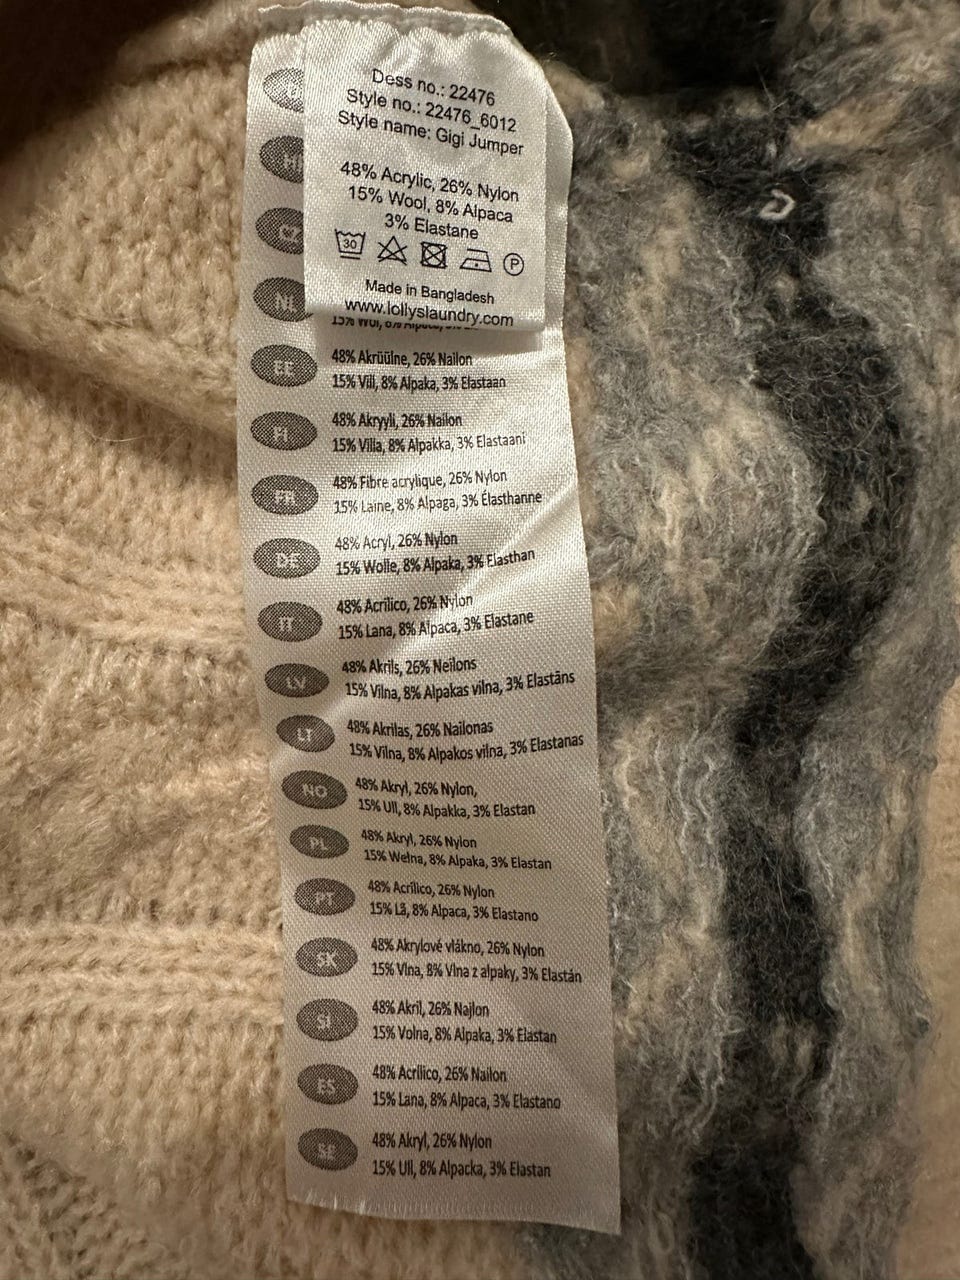 Dess no.: 22476
Style no.: 22476_6012
Style name: Gigi Jumper
48% Acrylic, 26% Nylon
15% Wool, 8% Alpaca
3% Elastane
30
P
Made in Bangladesh
www.lollyslaundry.com
NL
15% Wol, 8% Alpaca, 3%
EE
48% Akrüülne, 26% Nailon
15% Vill, 8% Alpaka, 3% Elastaan
FI
48% Akryyli, 26% Nailon
15% Villa, 8% Alpakka, 3% Elastaani
FR
48% Fibre acrylique, 26% Nylon
15% Laine, 8% Alpaga, 3% Élasthanne
DE
48% Acryl, 26% Nylon
15% Wolle, 8% Alpaka, 3% Elasthan
IT
48% Acrilico, 26% Nylon
15% Lana, 8% Alpaca, 3% Elastane
LV
48% Akrils, 26% Neilons
15% Vilna, 8% Alpakas vilna, 3% Elastāns
LT
48% Akrilas, 26% Nailonas
15% Vilna, 8% Alpakos vilna, 3% Elastanas
NO
48% Akryl, 26% Nylon,
15% Ull, 8% Alpakka, 3% Elastan
PL
48% Akryl, 26% Nylon
15% Wełna, 8% Alpaka, 3% Elastan
PT
48% Acrílico, 26% Nylon
15% Lã, 8% Alpaca, 3% Elastano
SK
48% Akrylové vlákno, 26% Nylon
15% Vlna, 8% Vlna z alpaky, 3% Elastán
SI
48% Akril, 26% Najlon
15% Volna, 8% Alpaka, 3% Elastan
ES
48% Acrílico, 26% Nailon
15% Lana, 8% Alpaca, 3% Elastano
SE
48% Akryl, 26% Nylon
15% Ull, 8% Alpacka, 3% Elastan